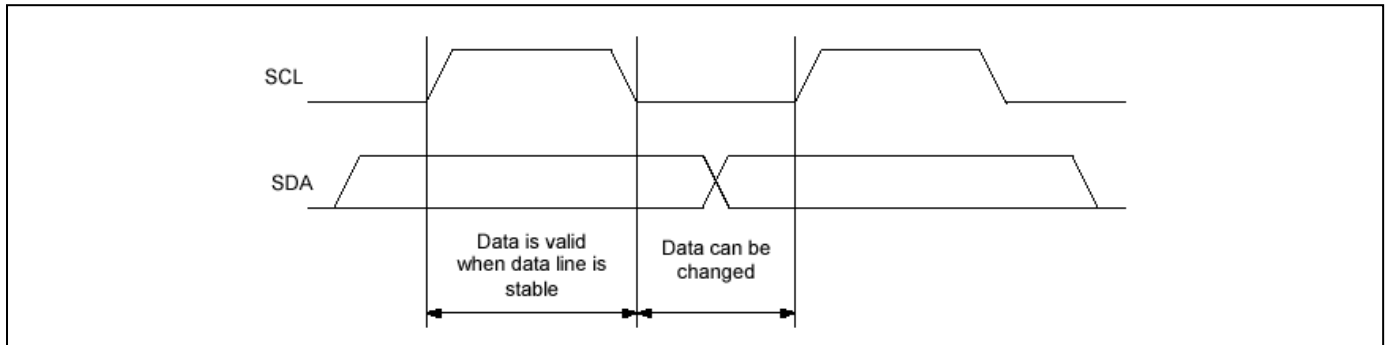 SCL
SDA
Data is valid
when data line is
stable
Data can be
changed